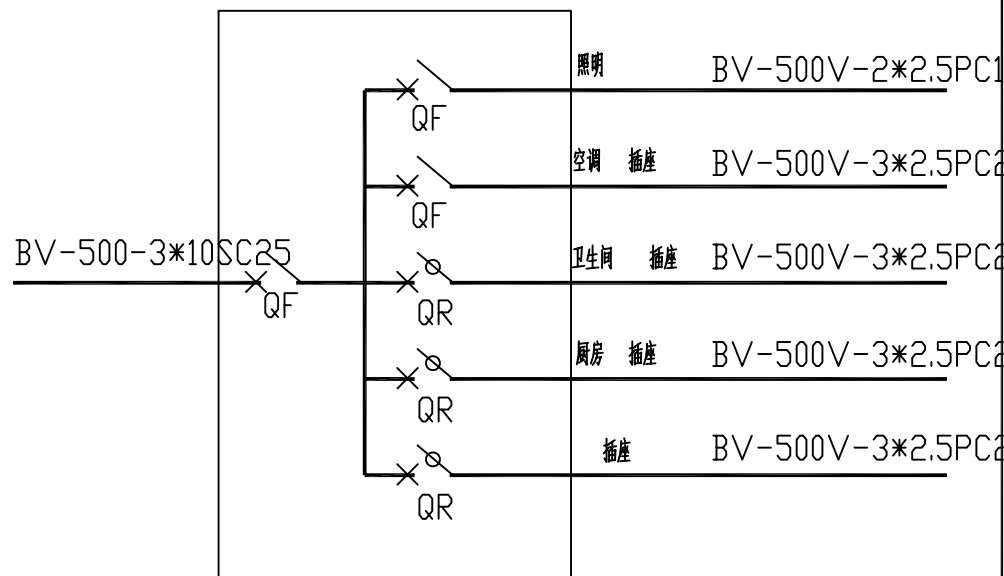 照明 BV-500V-2*2.5PC1
QF
空调 插座 BV-500V-3*2.5PC2
QF
BV-500-3*10SC25
QF
卫生间 插座 BV-500V-3*2.5PC2
QR
厨房 插座 BV-500V-3*2.5PC2
QR
插座 BV-500V-3*2.5PC2
QR